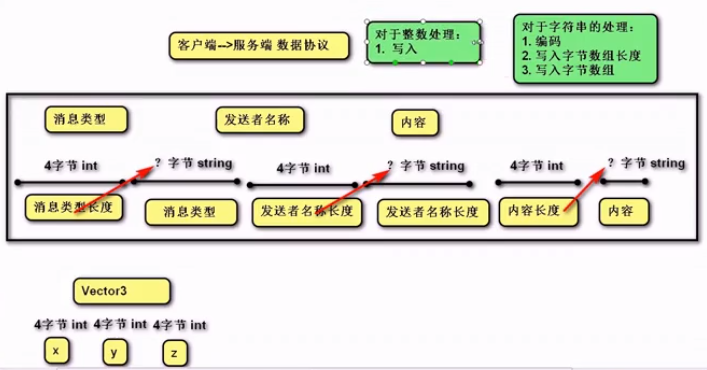 客户端-->服务端 数据协议
对于整数处理：
1. 写入
对于字符串的处理：
1. 编码
2. 写入字节数组长度
3. 写入字节数组
消息类型
发送者名称
内容
4字节 int
？字节 string
4字节 int
？字节 string
4字节 int
？字节 string
消息类型长度
消息类型
发送者名称长度
发送者名称长度
内容长度
内容
Vector3
4字节 int
4字节 int
4字节 int
x
y
z